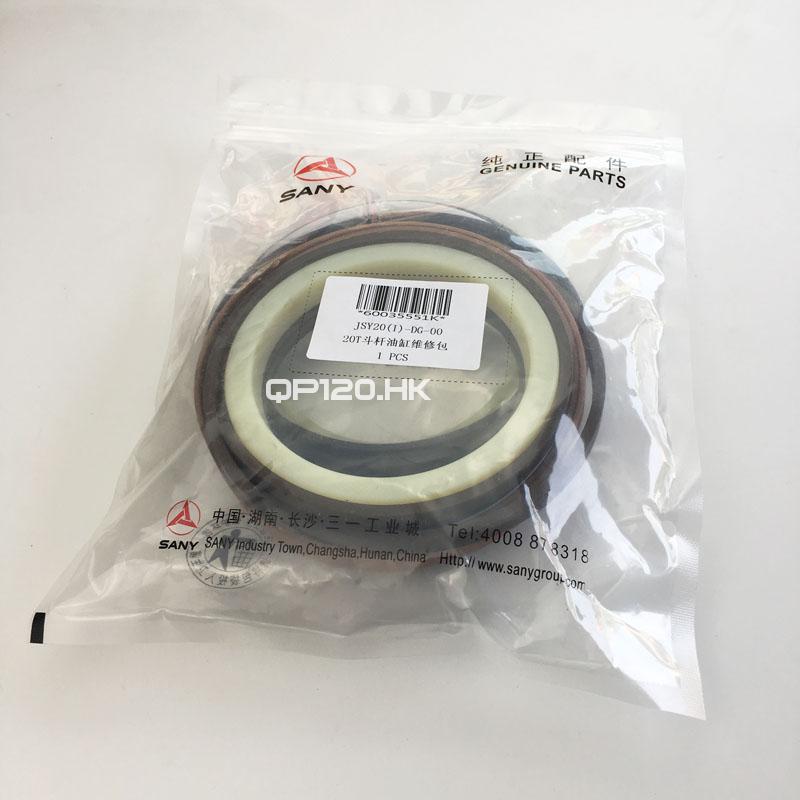 SANY
纯正配件
GENUINE PARTS
*60035551K*
JSY20(I)-DG-00
20T斗杆油缸维修包
1 PCS
QP120.HK
SANY
中国·湖南·长沙·三一工业城
SANY Industry Town,Changsha,Hunan,China
Tel:4008 878318
Http//www.sanygroup.com